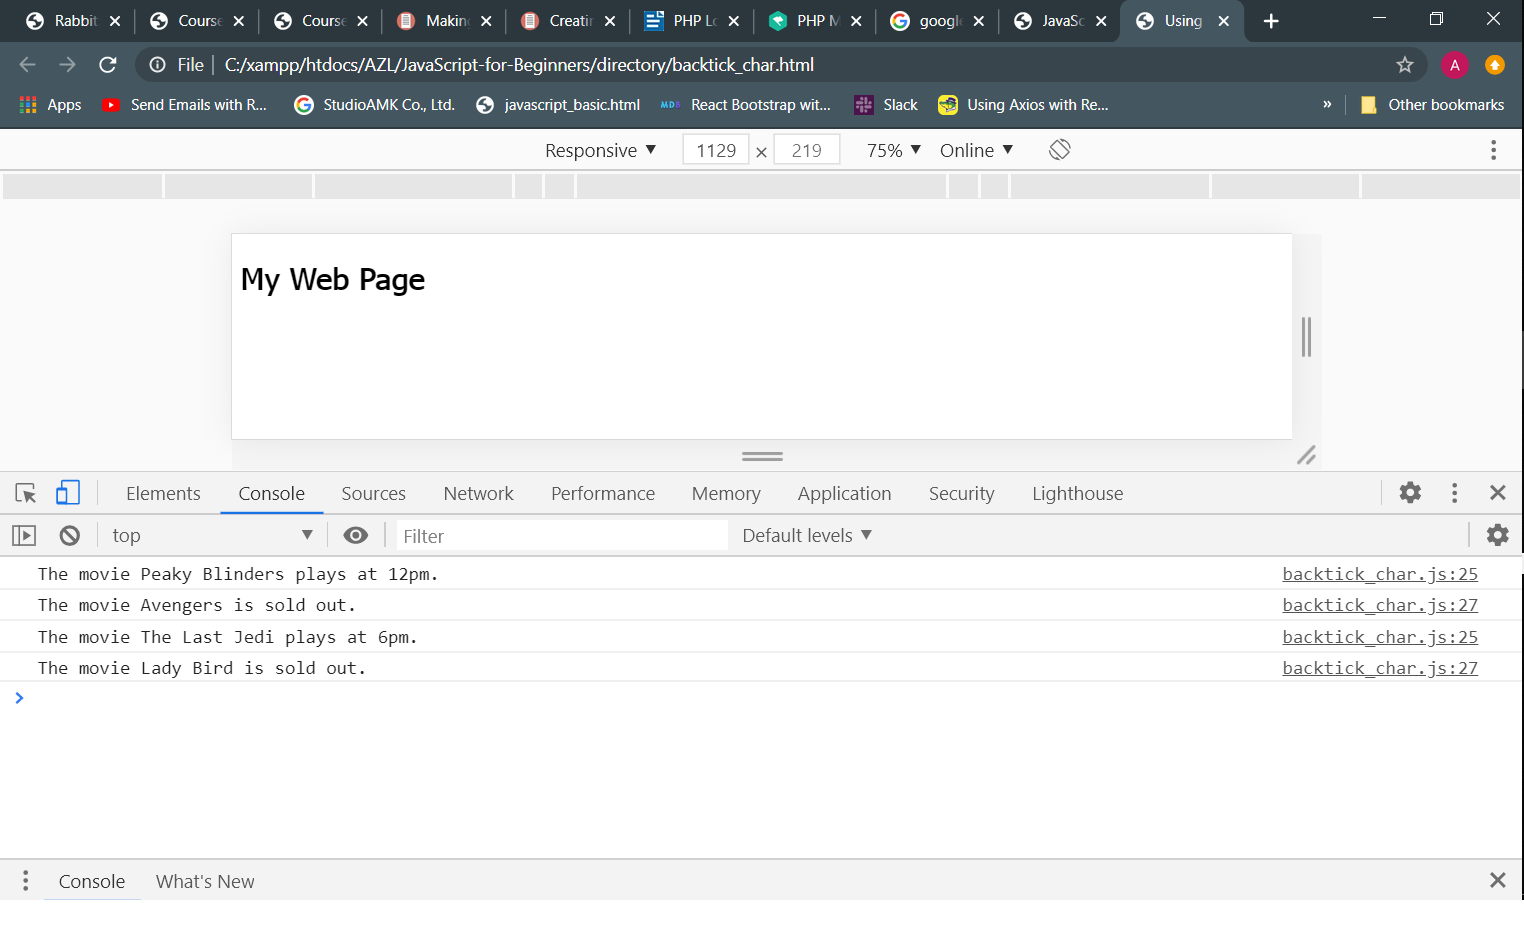 Rabbit Course Course Making Creatin PHP Lo PHP M google JavaSc Using
File C:/xampp/htdocs/AZL/JavaScript-for-Beginners/directory/backtick_char.html A
Apps Send Emails with R... StudioAMK Co., Ltd. javascript_basic.html MDB React Bootstrap wit... Slack Using Axios with Re... » Other bookmarks
Responsive ▼ 1129 × 219 75% ▼ Online ▼
My Web Page
Elements Console Sources Network Performance Memory Application Security Lighthouse
top ▼ Filter Default levels ▼
The movie Peaky Blinders plays at 12pm. backtick_char.js:25
The movie Avengers is sold out. backtick_char.js:27
The movie The Last Jedi plays at 6pm. backtick_char.js:25
The movie Lady Bird is sold out. backtick_char.js:27
Console What's New